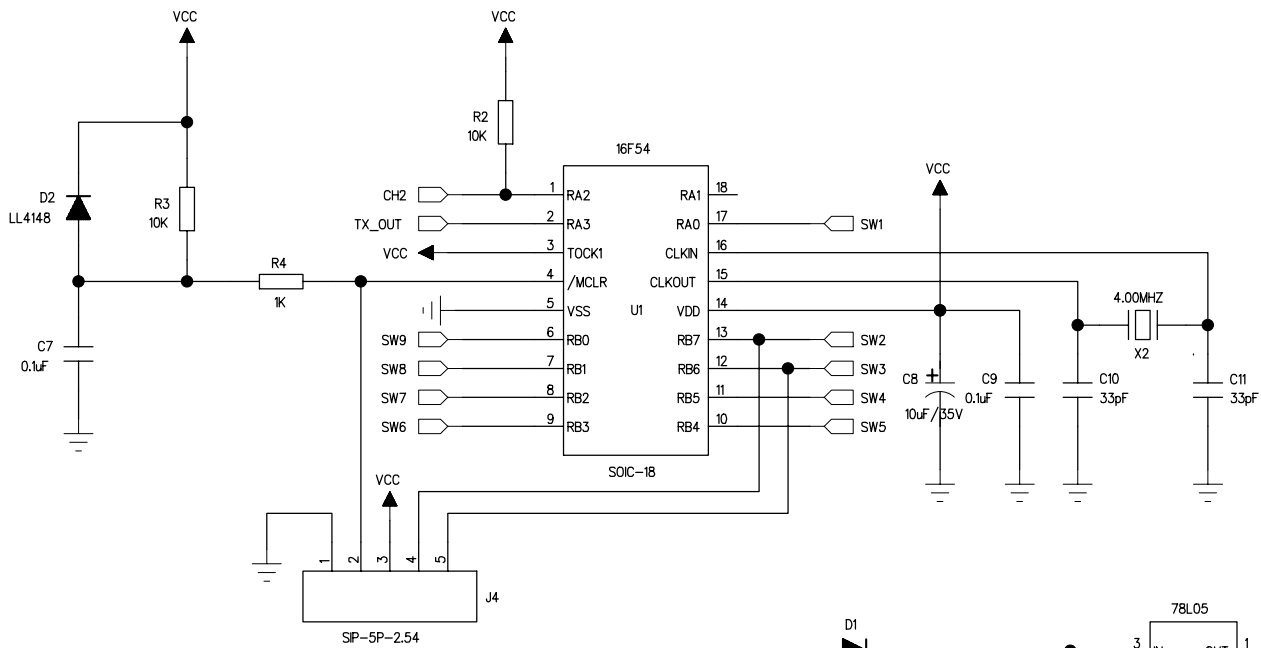 VCC
VCC
R2
10K
16F54
D2
LL4148
R3
10K
CH2
1
RA2
RA1
18
TX_OUT
2
RA3
RA0
17
SW1
VCC
3
TOCK1
CLKIN
16
R4
1K
4
/MCLR
CLKOUT
15
5
VSS
U1
VDD
14
SW9
6
RB0
RB7
13
SW2
SW8
7
RB1
RB6
12
SW3
SW7
8
RB2
RB5
11
SW4
SW6
9
RB3
RB4
10
SW5
SOIC-18
VCC
4.00MHZ
X2
C7
0.1uF
C8
10uF/35V
C9
0.1uF
C10
33pF
C11
33pF
VCC
1
2
3
4
5
J4
SIP-5P-2.54
D1
78L05
3
1